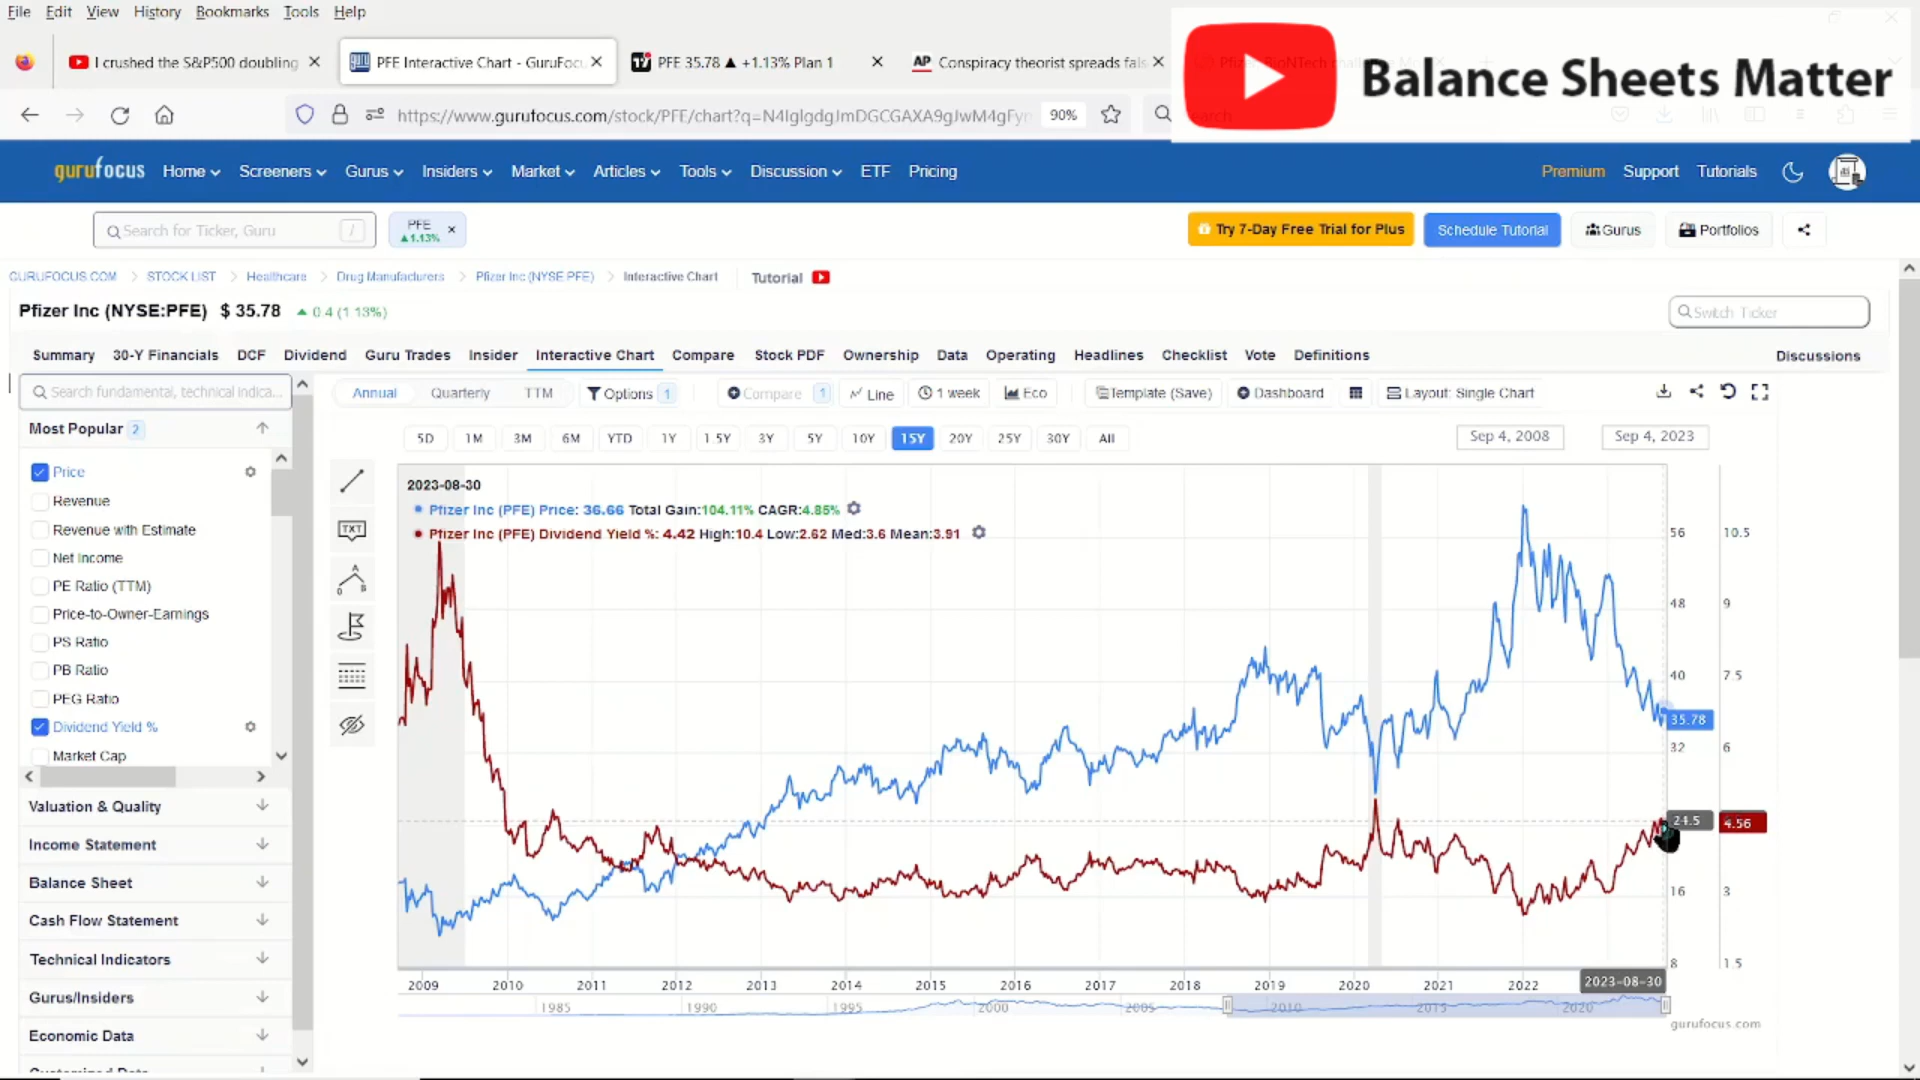 File Edit View History Bookmarks Tools Help
I crushed the S&P500 doubling
PFE Interactive Chart - GuruFocu
PFE 35.78 ▲ +1.13% Plan 1
AP Conspiracy theorist spreads fals
Balance Sheets Matter
https://www.gurufocus.com/stock/PFE/chart?q=N4IgIgdgJmDGCGAXA9gJwM4gFyn
90%
gurufocus Home Screeners Gurus Insiders Market Articles Tools Discussion ETF Pricing
Premium Support Tutorials
Search for Ticker, Guru /
PFE
▲1.13%
Try 7-Day Free Trial for Plus
Schedule Tutorial
Gurus
Portfolios
GURUFOCUS.COM > STOCK LIST > Healthcare > Drug Manufacturers > Pfizer Inc (NYSE:PFE) > Interactive Chart Tutorial
Pfizer Inc (NYSE:PFE) $ 35.78 ▲ 0.4 (1.13%)
Switch Ticker
Summary 30-Y Financials DCF Dividend Guru Trades Insider Interactive Chart Compare Stock PDF Ownership Data Operating Headlines Checklist Vote Definitions
Discussions
Search fundamental, technical indica...
Annual Quarterly TTM Options 1 Compare 1 Line 1 week Eco Template (Save) Dashboard Layout: Single Chart
Most Popular 2
5D 1M 3M 6M YTD 1Y 1.5Y 3Y 5Y 10Y 15Y 20Y 25Y 30Y All
Sep 4, 2008
Sep 4, 2023
Price
Revenue
Revenue with Estimate
Net Income
PE Ratio (TTM)
Price-to-Owner-Earnings
PS Ratio
PB Ratio
PEG Ratio
Dividend Yield %
Market Cap
Valuation & Quality
Income Statement
Balance Sheet
Cash Flow Statement
Technical Indicators
Gurus/Insiders
Economic Data
TXT
A
2023-08-30
Pfizer Inc (PFE) Price: 36.66 Total Gain:104.11% CAGR:4.85%
Pfizer Inc (PFE) Dividend Yield %: 4.42 High:10.4 Low:2.62 Med:3.6 Mean:3.91
56 10.5
48 9
40 7.5
35.78
32 6
24.5 4.56
16 3
8 1.5
2009 2010 2011 2012 2013 2014 2015 2016 2017 2018 2019 2020 2021 2022 2023-08-30
1985 1990 1995 2000 2005 2010 2015 2020
gurufocus.com